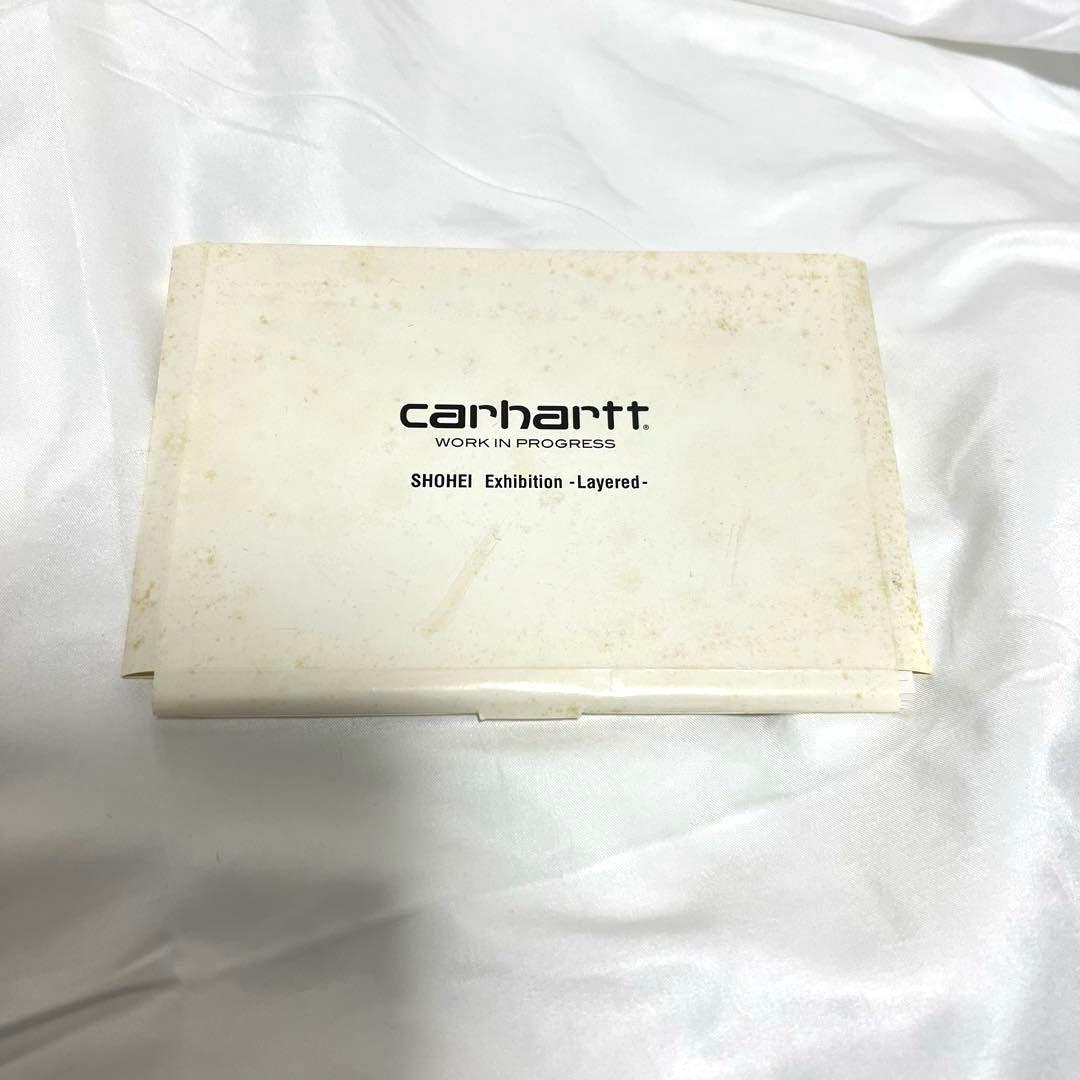 carhartt®
WORK IN PROGRESS
SHOHEI Exhibition -Layered-